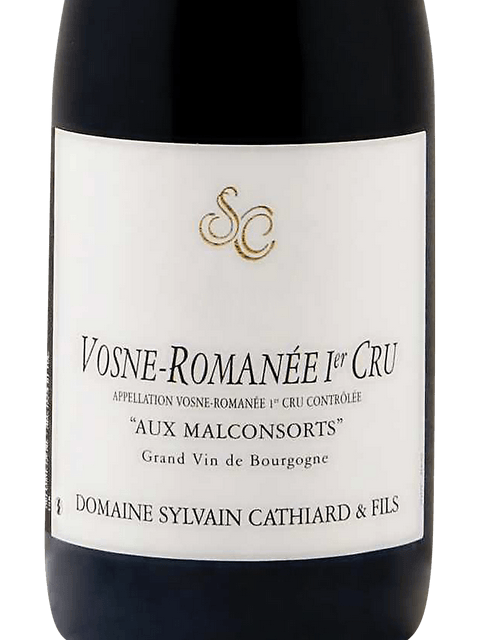 SC
VOSNE-ROMANÉE 1er CRU
APPELLATION VOSNE-ROMANÉE 1er CRU CONTRÔLÉE
"AUX MALCONSORTS"
Grand Vin de Bourgogne
DOMAINE SYLVAIN CATHIARD & FILS